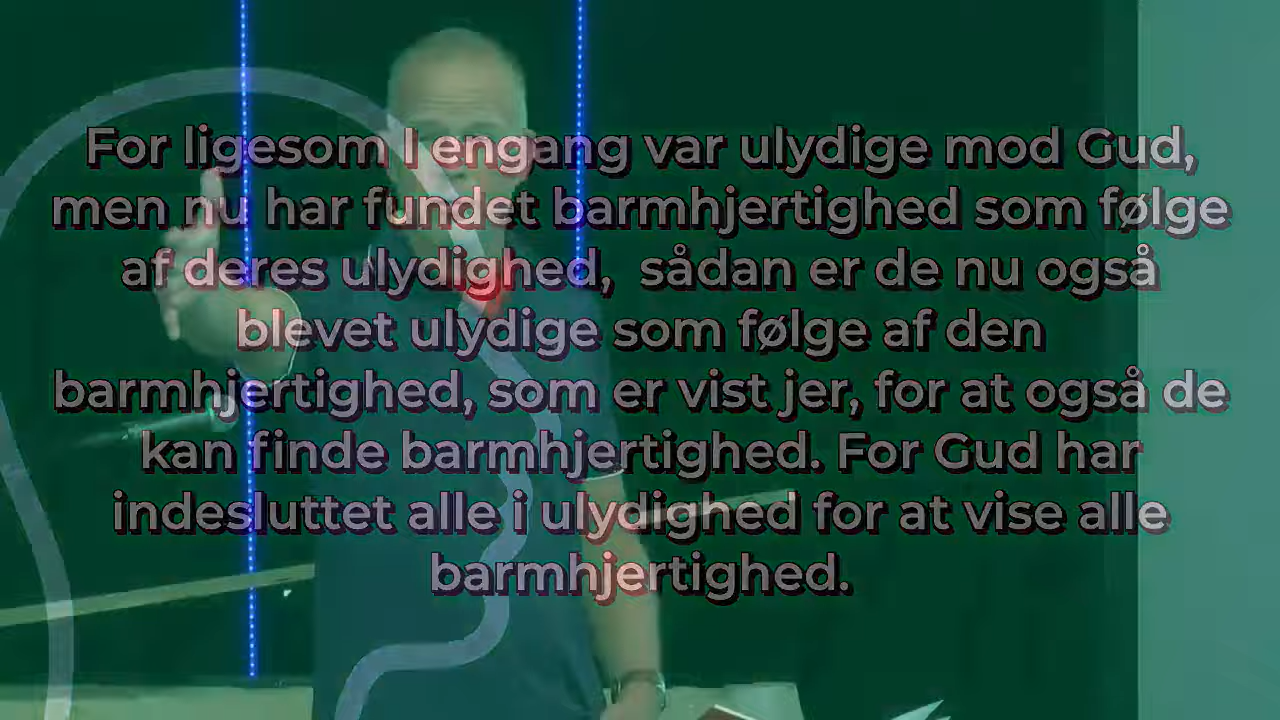 For ligesom I engang var ulydige mod Gud,
men nu har fundet barmhjertighed som følge
af deres ulydighed, sådan er de nu også
blevet ulydige som følge af den
barmhjertighed, som er vist jer, for at også de
kan finde barmhjertighed. For Gud har
indesluttet alle i ulydighed for at vise alle
barmhjertighed.